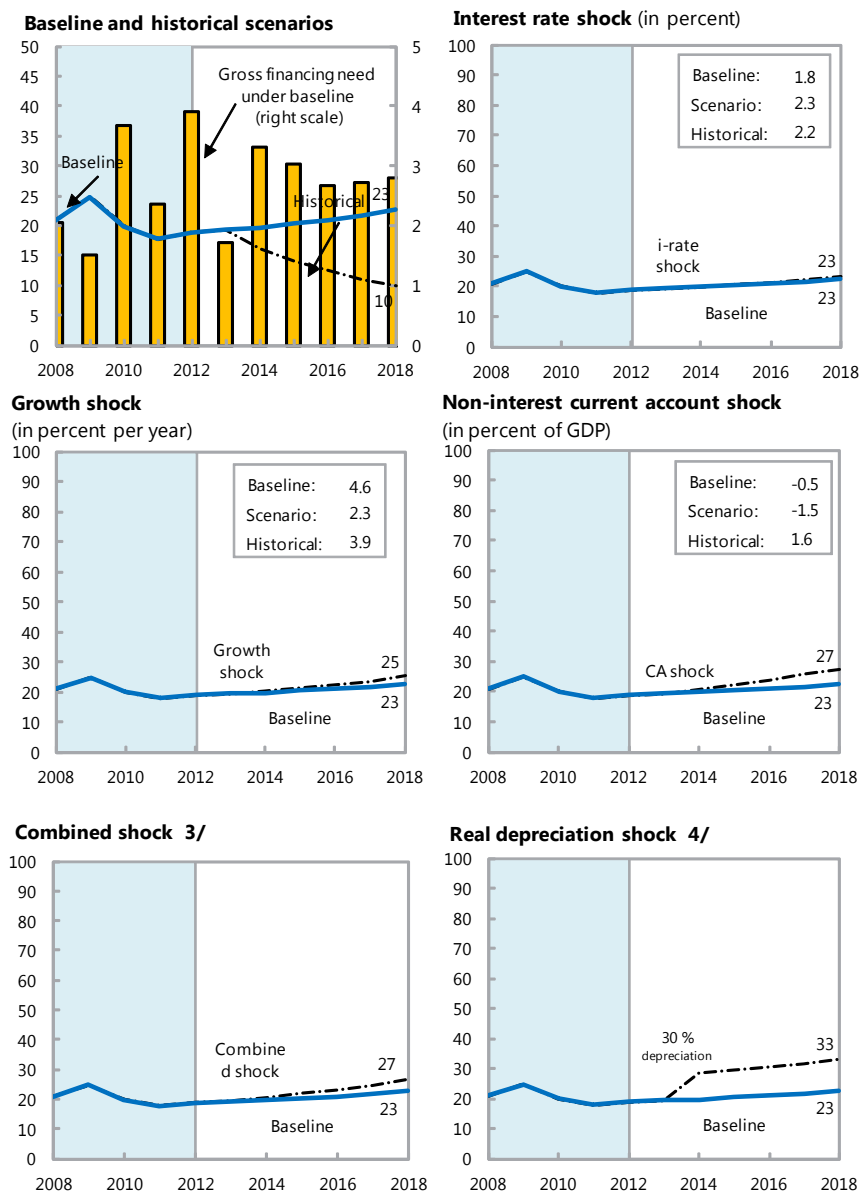 Baseline and historical scenarios
50
45
40
35
30
25
20
15
10
5
0
5
4
3
2
1
0
Gross financing need
under baseline
(right scale)
Baseline
Historical
23
10
2008 2010 2012 2014 2016 2018
Interest rate shock (in percent)
100
90
80
70
60
50
40
30
20
10
0
Baseline: 1.8
Scenario: 2.3
Historical: 2.2
i-rate
shock
23
23
Baseline
2008 2010 2012 2014 2016 2018
Growth shock
(in percent per year)
100
90
80
70
60
50
40
30
20
10
0
Baseline: 4.6
Scenario: 2.3
Historical: 3.9
Growth
shock
25
23
Baseline
2008 2010 2012 2014 2016 2018
Non-interest current account shock
(in percent of GDP)
100
90
80
70
60
50
40
30
20
10
0
Baseline: -0.5
Scenario: -1.5
Historical: 1.6
CA shock
27
23
Baseline
2008 2010 2012 2014 2016 2018
Combined shock 3/
100
90
80
70
60
50
40
30
20
10
0
Combine
d shock
27
23
Baseline
2008 2010 2012 2014 2016 2018
Real depreciation shock 4/
100
90
80
70
60
50
40
30
20
10
0
30 %
depreciation
33
23
Baseline
2008 2010 2012 2014 2016 2018